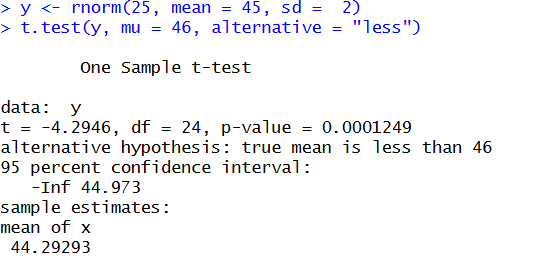 > y <- rnorm(25, mean = 45, sd =  2)
> t.test(y, mu = 46, alternative = "less")
One Sample t-test
data:  y
t = -4.2946, df = 24, p-value = 0.0001249
alternative hypothesis: true mean is less than 46
95 percent confidence interval:
-Inf 44.973
sample estimates:
mean of x
44.29293